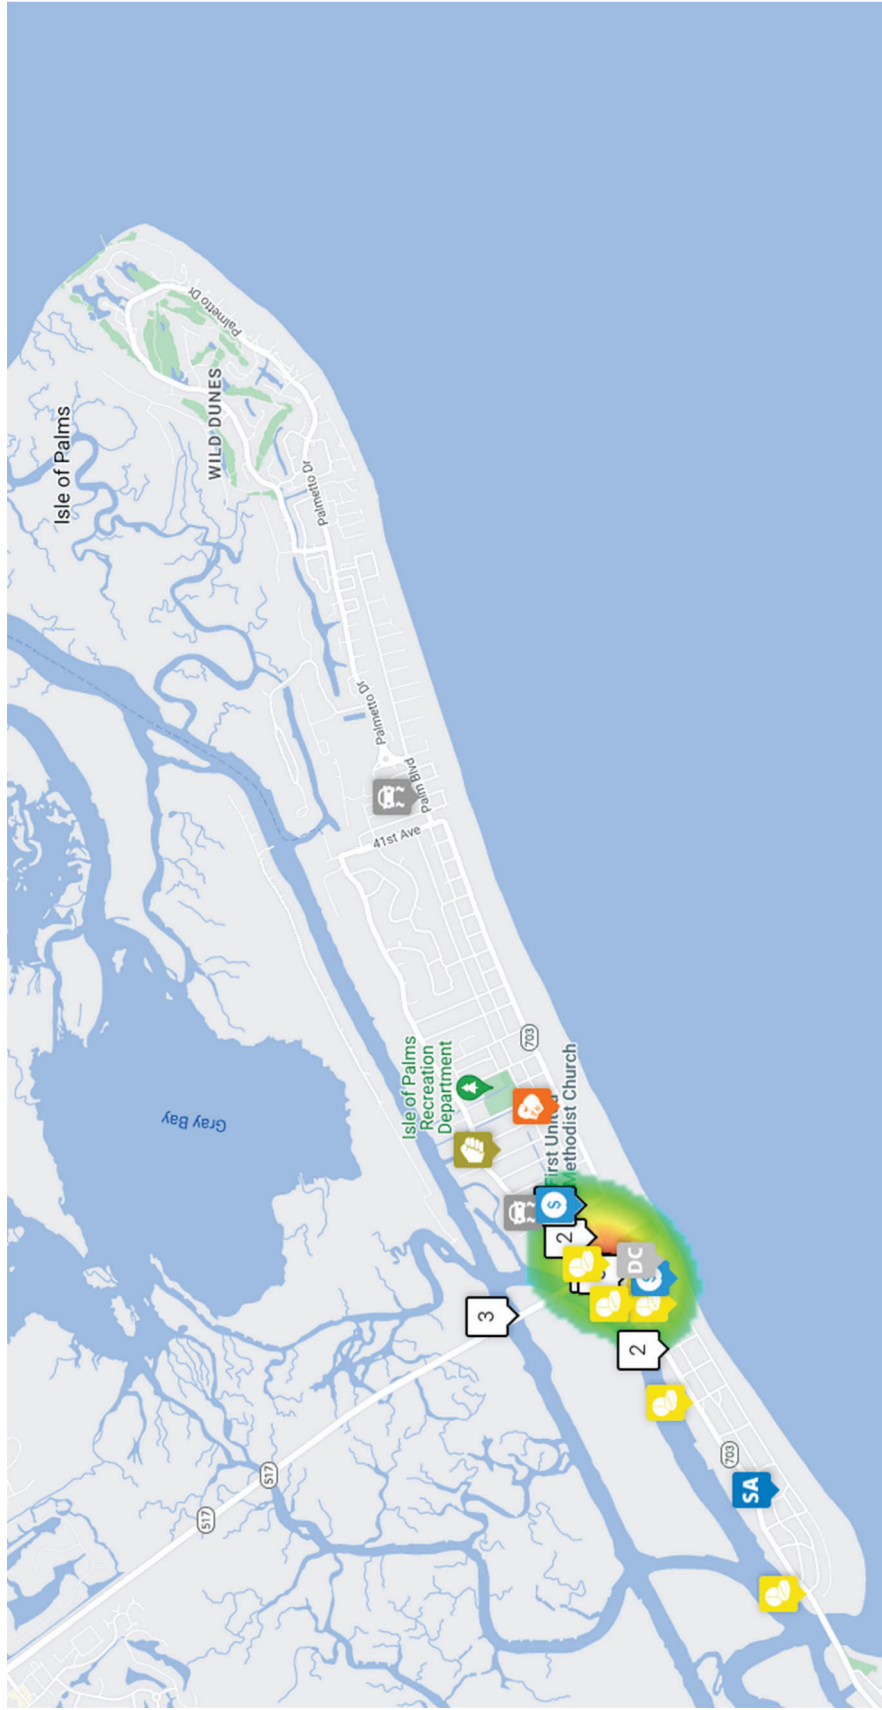 Isle of Palms
WILD DUNES
Palmetto Dr
Palmetto Dr
Palmetto Dr
Palm Blvd
41st Ave
Gray Bay
Isle of Palms
Recreation
Department
703
First United
Methodist Church
$
2
DC
$
3
2
517
517
703
SA